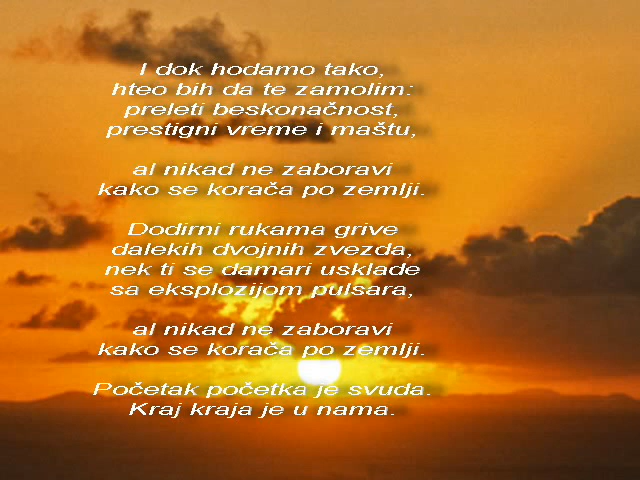 I dok hodamo tako,
hteo bih da te zamolim:
preleti beskonačnost,
prestigni vreme i maštu,
al nikad ne zaboravi
kako se korača po zemlji.
Dodirni rukama grive
dalekih dvojnih zvezda,
nek ti se damari usklade
sa eksplozijom pulsara,
al nikad ne zaboravi
kako se korača po zemlji.
Početak početka je svuda.
Kraj kraja je u nama.